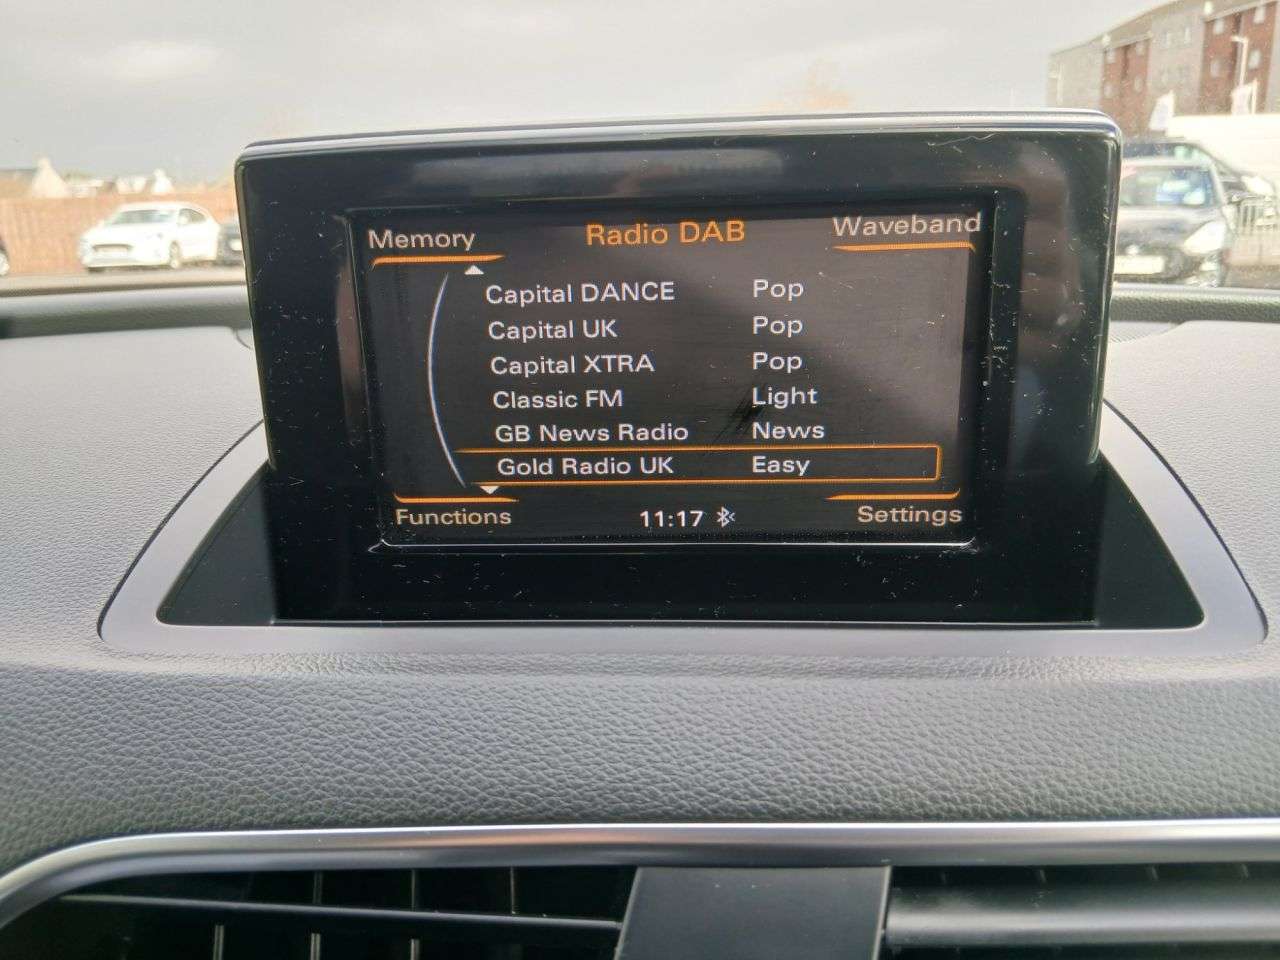 Memory Radio DAB Waveband
Capital DANCE Pop
Capital UK Pop
Capital XTRA Pop
Classic FM Light
GB News Radio News
Gold Radio UK Easy
Functions 11:17 Settings